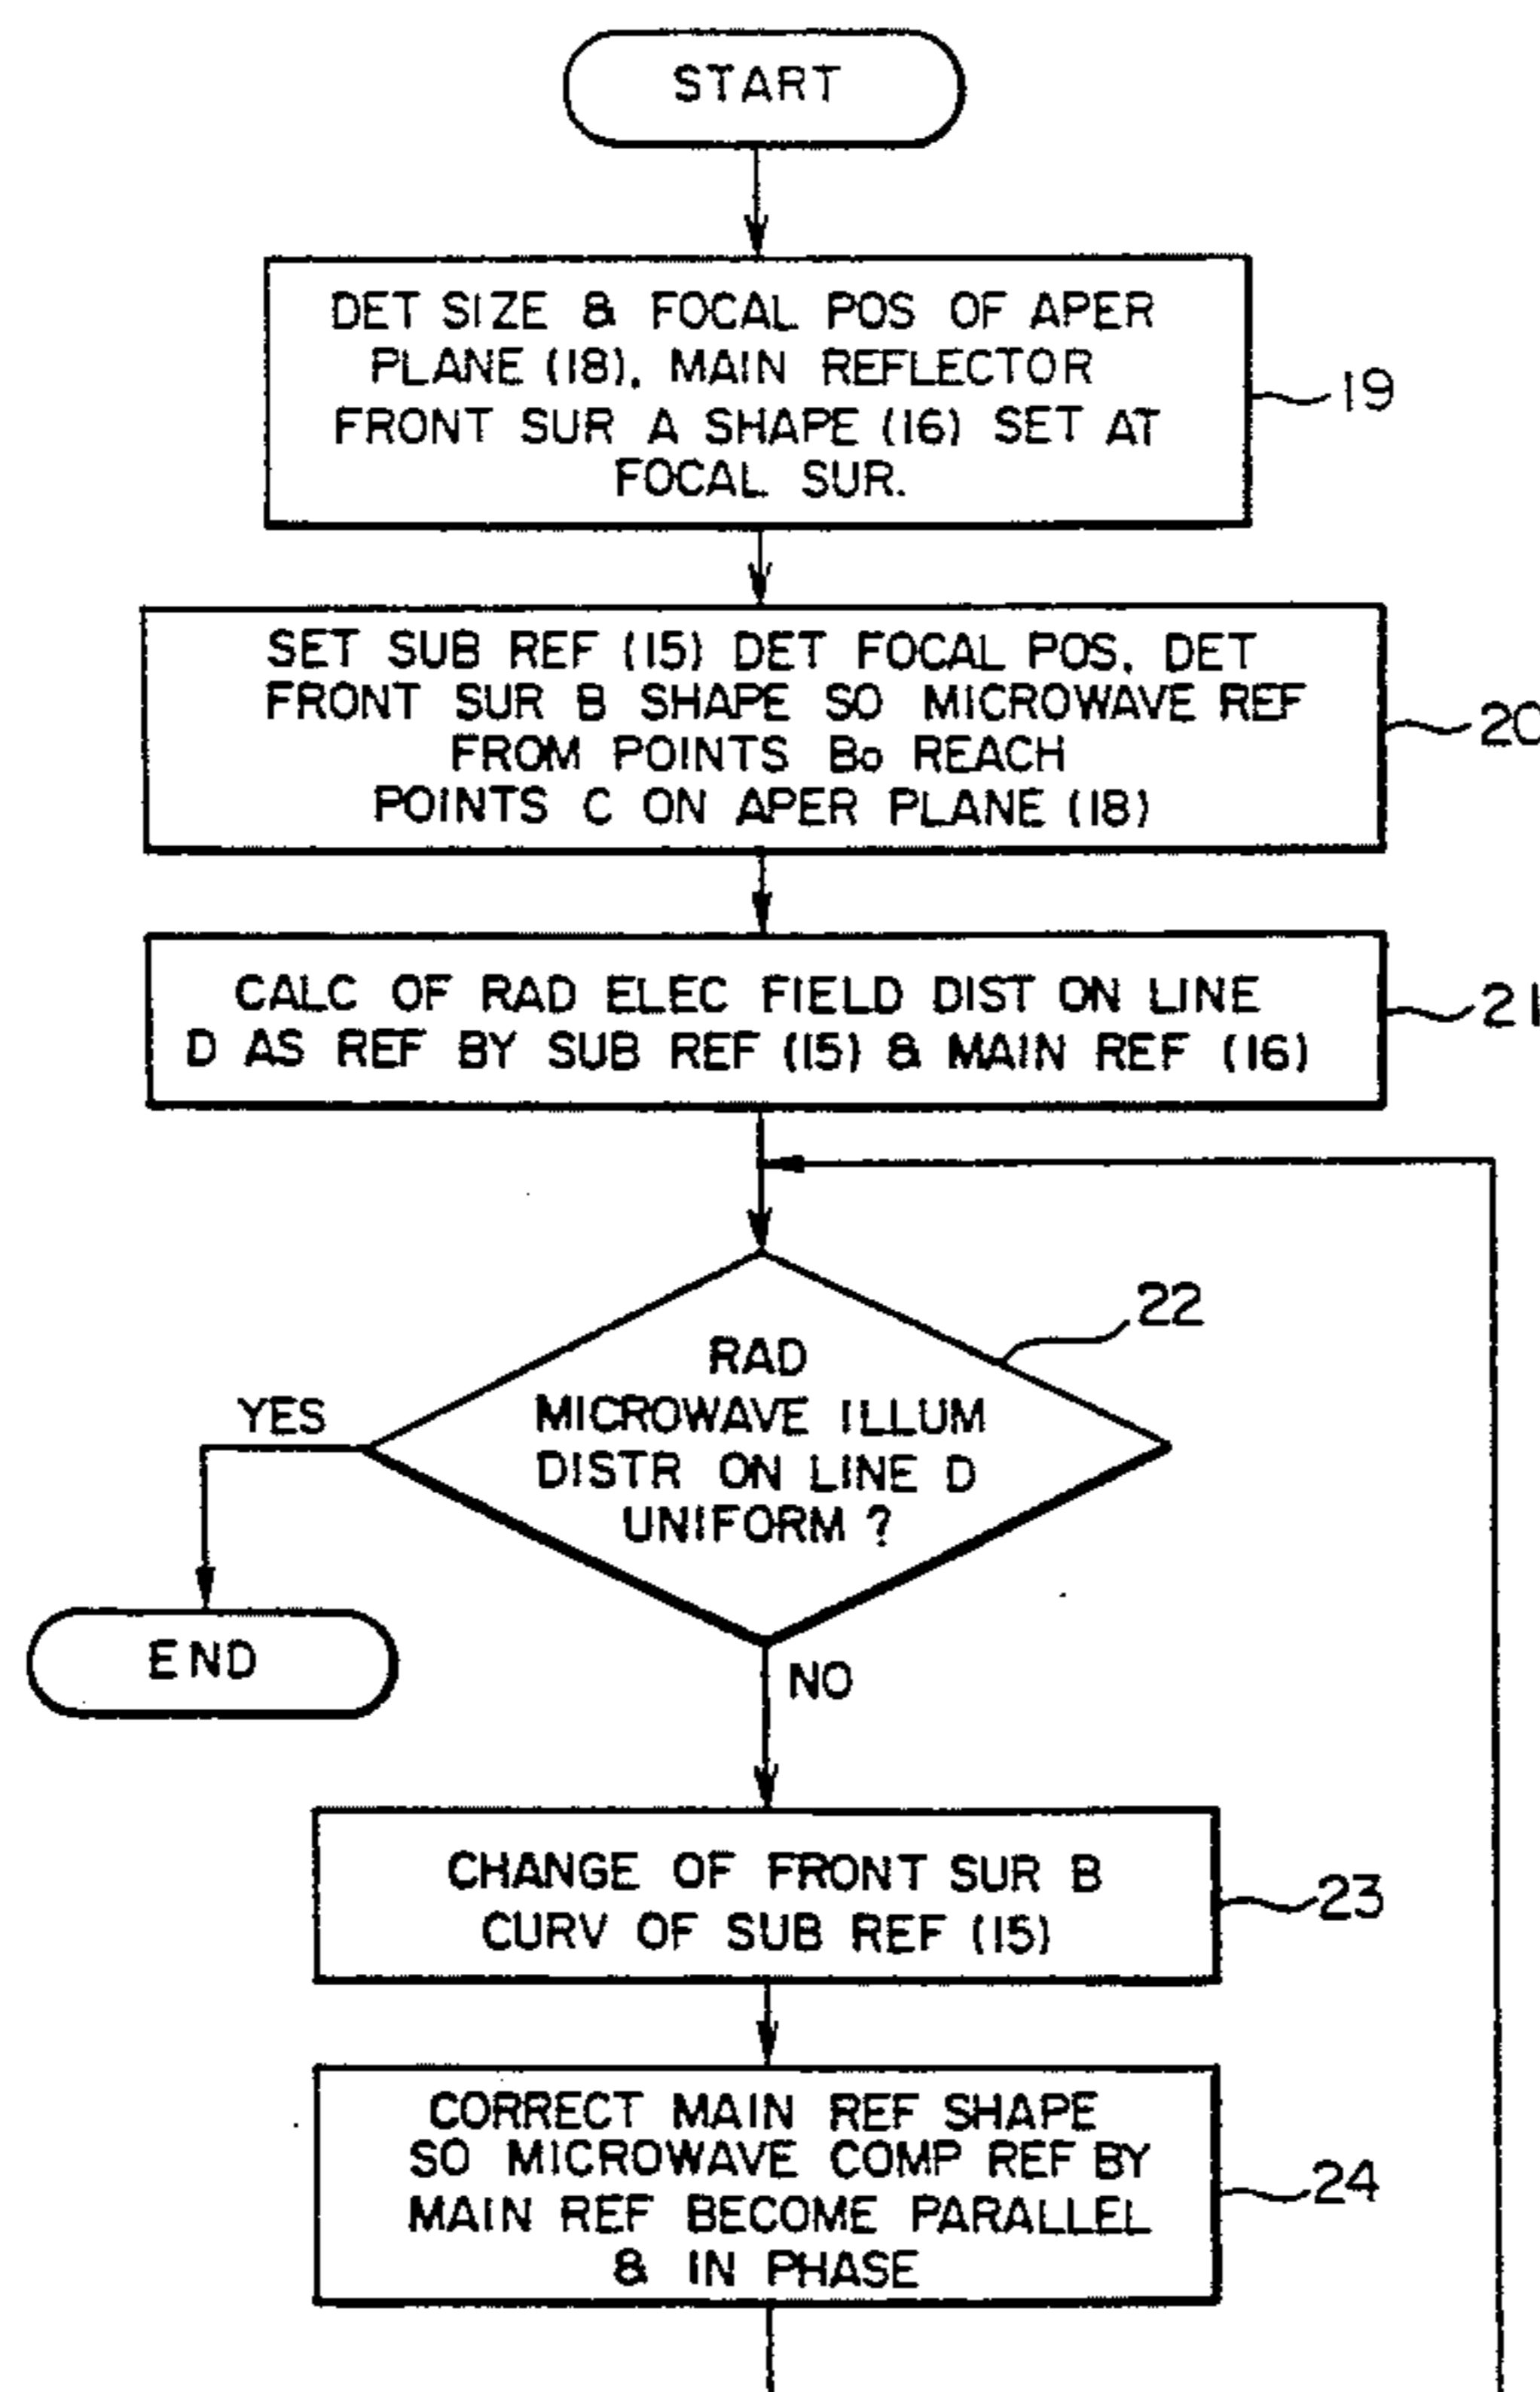 START
DET SIZE & FOCAL POS OF APER
PLANE (18), MAIN REFLECTOR
FRONT SUR A SHAPE (16) SET AT
FOCAL SUR.
19
SET SUB REF (15) DET FOCAL POS, DET
FRONT SUR B SHAPE SO MICROWAVE REF
FROM POINTS Bo REACH
POINTS C ON APER PLANE (18)
20
CALC OF RAD ELEC FIELD DIST ON LINE
D AS REF BY SUB REF (15) & MAIN REF (16)
21
22
RAD
MICROWAVE ILLUM
DISTR ON LINE D
UNIFORM ?
YES
END
NO
CHANGE OF FRONT SUR B
CURV OF SUB REF (15)
23
CORRECT MAIN REF SHAPE
SO MICROWAVE COMP REF BY
MAIN REF BECOME PARALLEL
& IN PHASE
24